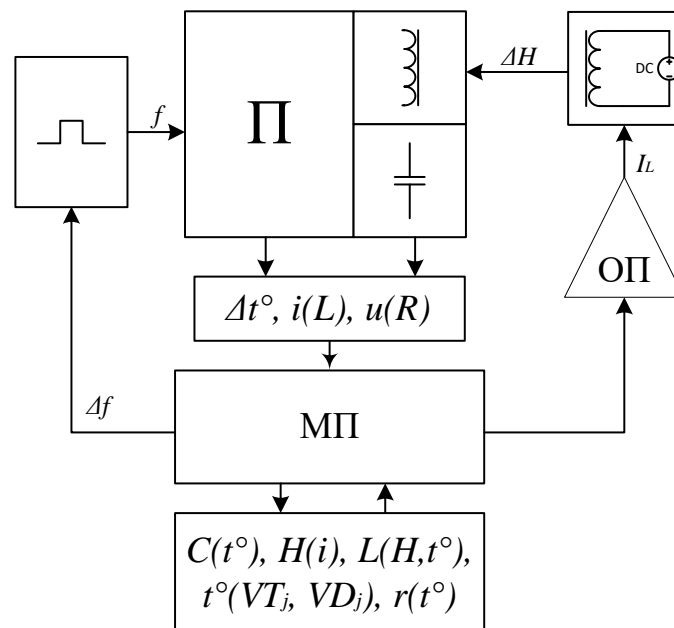 ΔH
DC
f
П
I_L
ОП
Δt°, i(L), u(R)
Δf
МП
C(t°), H(i), L(H,t°),
t°(VT_j, VD_j), r(t°)